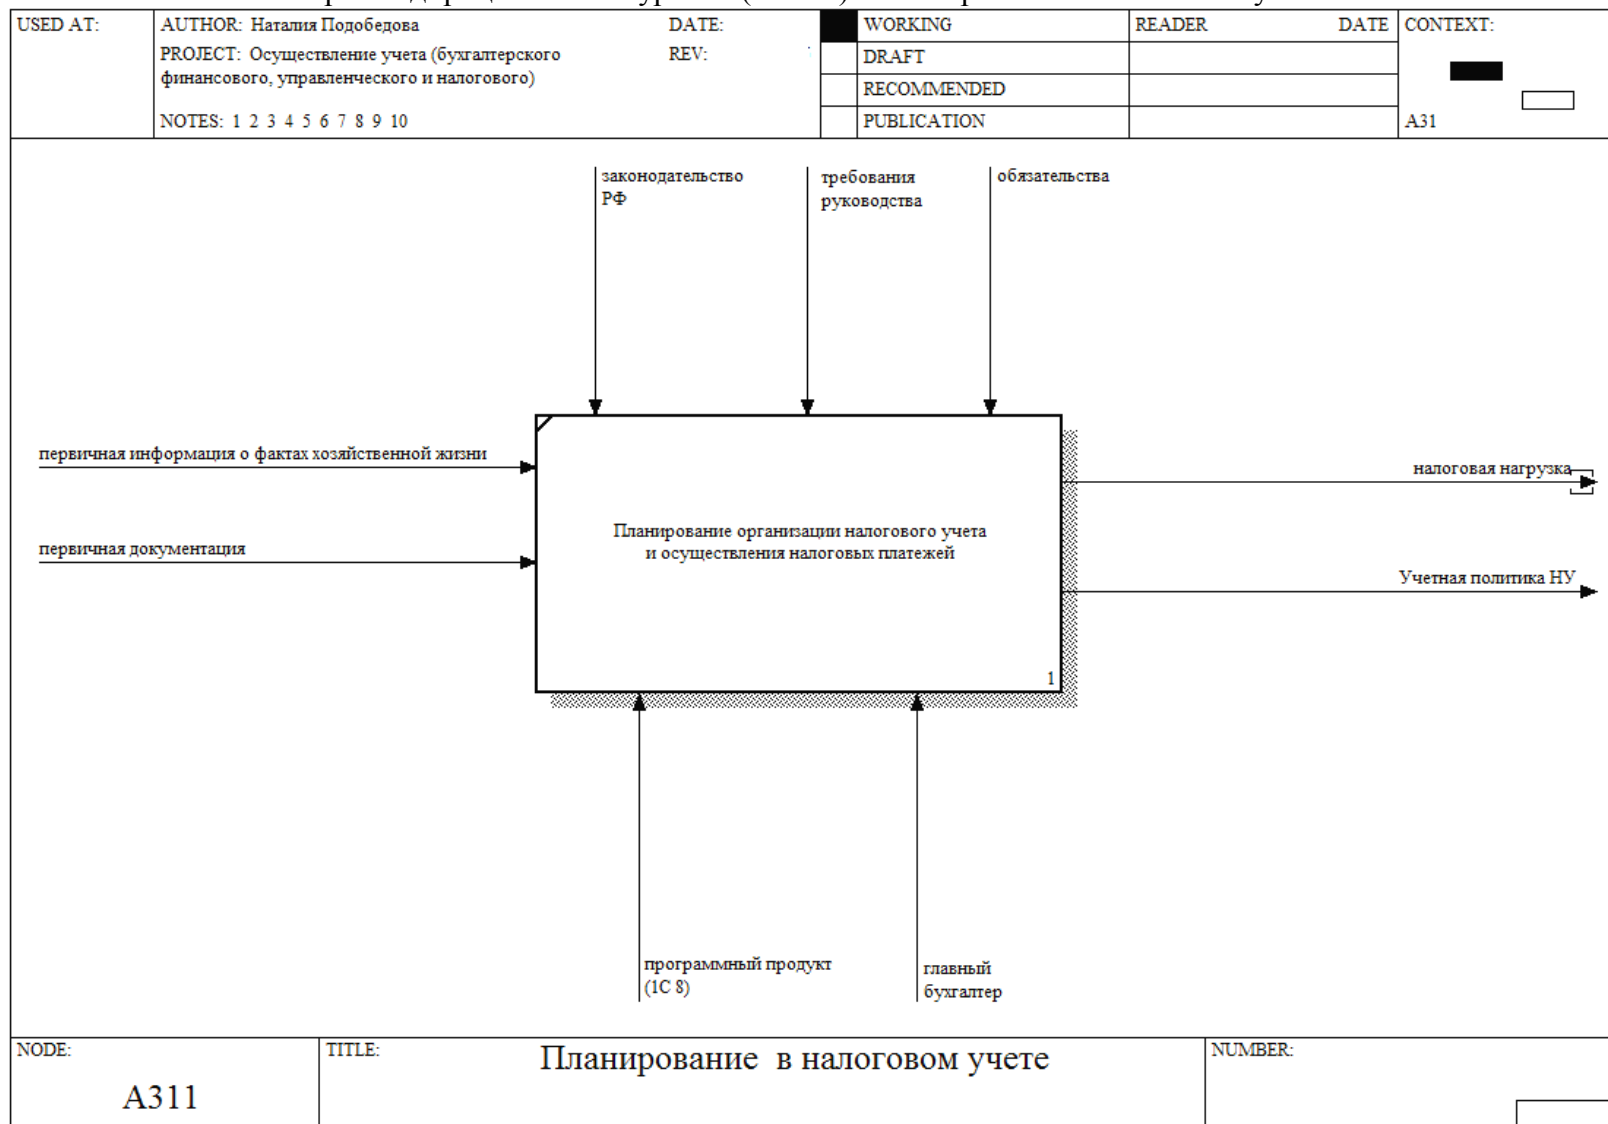 USED AT:
AUTHOR: Наталия Подобедова
DATE:
PROJECT: Осуществление учета (бухгалтерского
финансового, управленческого и налогового)
REV:
NOTES: 1 2 3 4 5 6 7 8 9 10
WORKING
DRAFT
RECOMMENDED
PUBLICATION
READER DATE
CONTEXT:
A31
законодательство
РФ
требования
руководства
обязательства
первичная информация о фактах хозяйственной жизни
первичная документация
Планирование организации налогового учета
и осуществления налоговых платежей
1
налоговая нагрузка
Учетная политика НУ
программный продукт
(1С 8)
главный
бухгалтер
NODE:
A311
TITLE:
Планирование в налоговом учете
NUMBER: